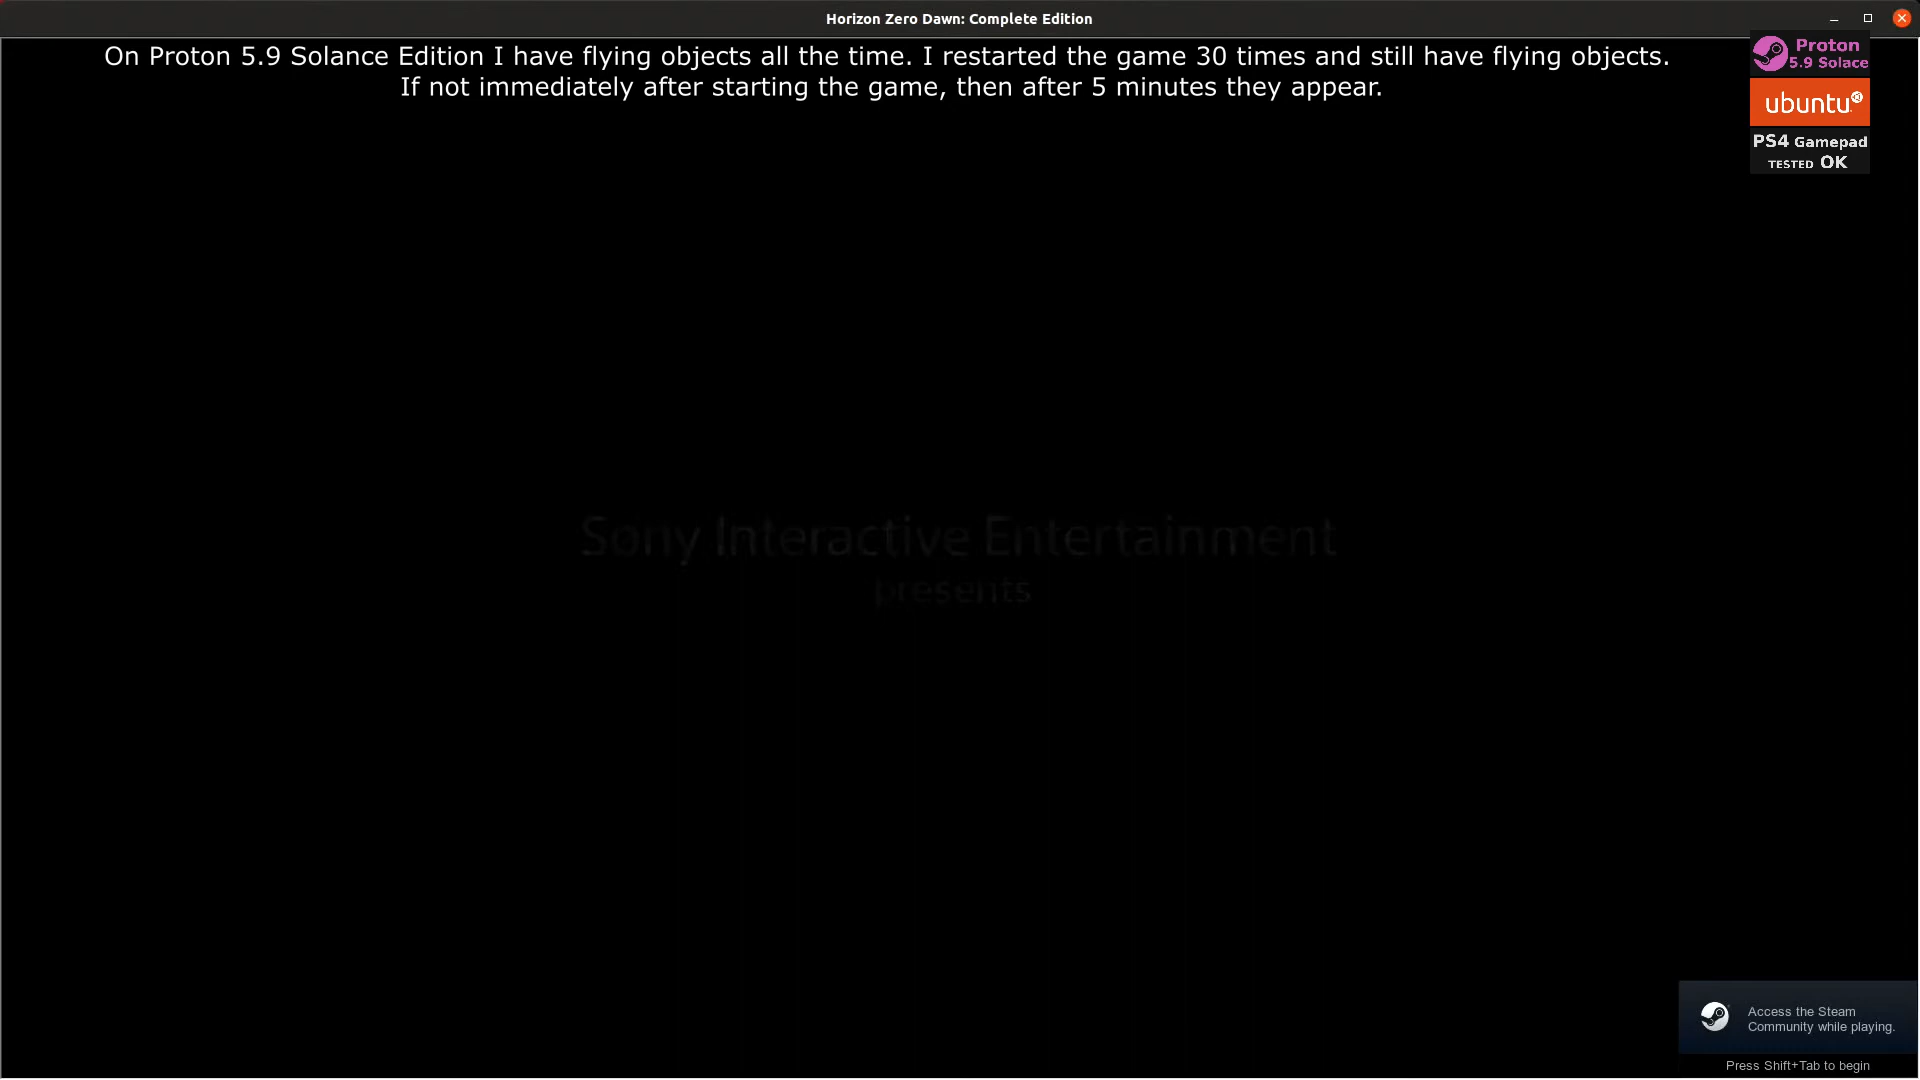 Horizon Zero Dawn: Complete Edition
On Proton 5.9 Solance Edition I have flying objects all the time. I restarted the game 30 times and still have flying objects.
If not immediately after starting the game, then after 5 minutes they appear.
Proton
5.9 Solace
ubuntu
PS4 Gamepad
TESTED OK
Sony Interactive Entertainment
presents
Access the Steam
Community while playing.
Press Shift+Tab to begin